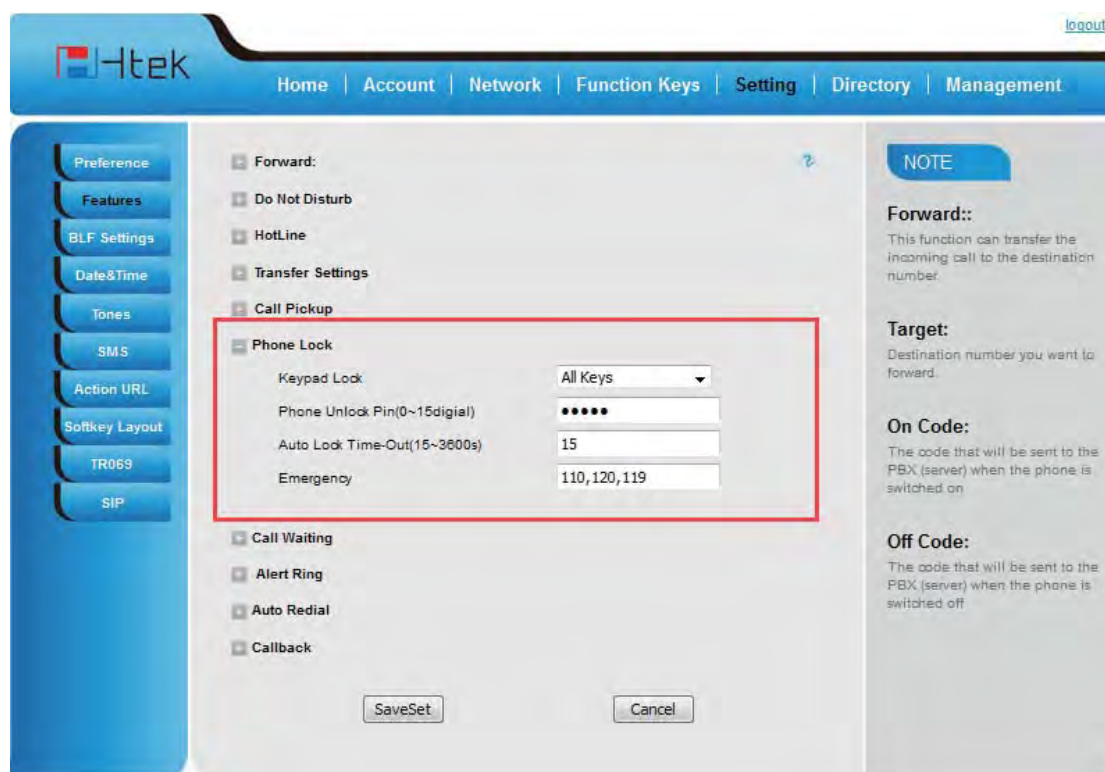 logout
Htek
Home | Account | Network | Function Keys | Setting | Directory | Management
Preference
Features
BLF Settings
Date&Time
Tones
SMS
Action URL
Softkey Layout
TR069
SIP
Forward:
Do Not Disturb
HotLine
Transfer Settings
Call Pickup
Phone Lock
Keypad Lock All Keys
Phone Unlock Pin(0~15digial) •••••
Auto Lock Time-Out(15~3600s) 15
Emergency 110,120,119
Call Waiting
Alert Ring
Auto Redial
Callback
SaveSet Cancel
NOTE
Forward::
This function can transfer the
incoming call to the destination
number.
Target:
Destination number you want to
forward.
On Code:
The code that will be sent to the
PBX (server) when the phone is
switched on
Off Code:
The code that will be sent to the
PBX (server) when the phone is
switched off